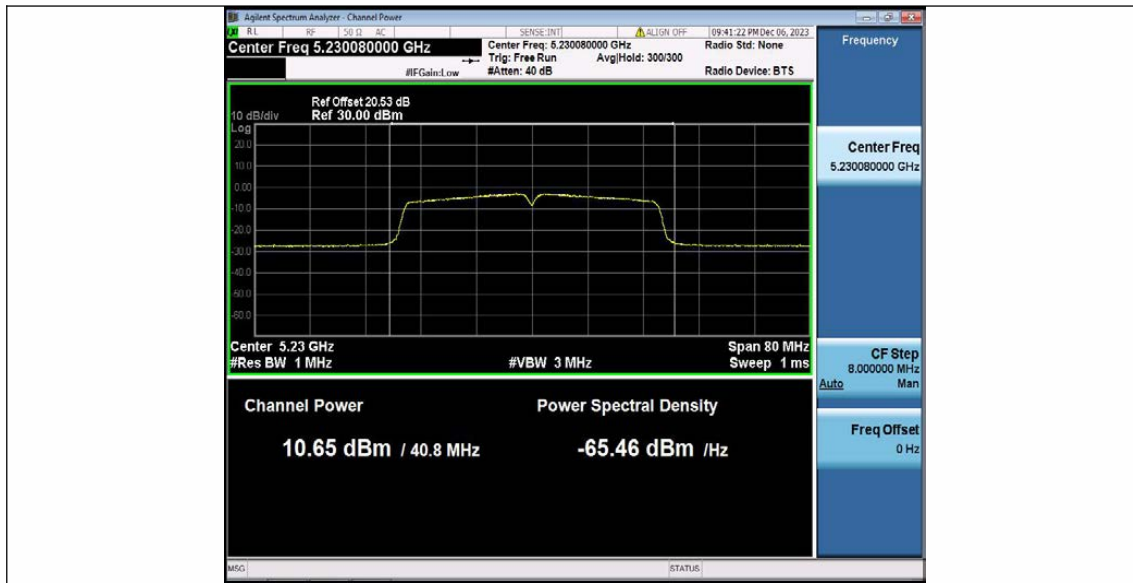 Agilent Spectrum Analyzer - Channel Power
RL RF 50 Ω AC SENSE:INT ALIGN OFF 09:41:22 PM Dec 06, 2023
Center Freq 5.230080000 GHz
Center Freq: 5.230080000 GHz
Radio Std: None
Trig: Free Run Avg|Hold: 300/300
#IFGain:Low
#Atten: 40 dB
Radio Device: BTS
Ref Offset 20.53 dB
10 dB/div Ref 30.00 dBm
Log
20.0
10.0
0.00
-10.0
-20.0
-30.0
-40.0
-50.0
-60.0
Center 5.23 GHz Span 80 MHz
#Res BW 1 MHz #VBW 3 MHz Sweep 1 ms
Channel Power Power Spectral Density
10.65 dBm / 40.8 MHz -65.46 dBm /Hz
Frequency
Center Freq
5.230080000 GHz
CF Step
8.000000 MHz
Auto Man
Freq Offset
0 Hz
MSG STATUS